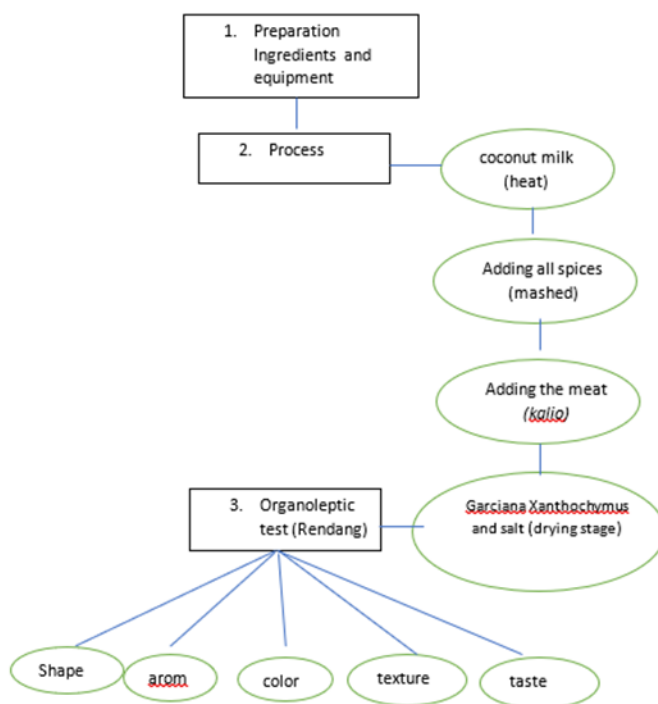 1. Preparation
Ingredients and
equipment
2. Process
coconut milk
(heat)
Adding all spices
(mashed)
Adding the meat
(kalio)
Garciana Xanthochymus
and salt (drying stage)
3. Organoleptic
test (Rendang)
Shape
arom
color
texture
taste